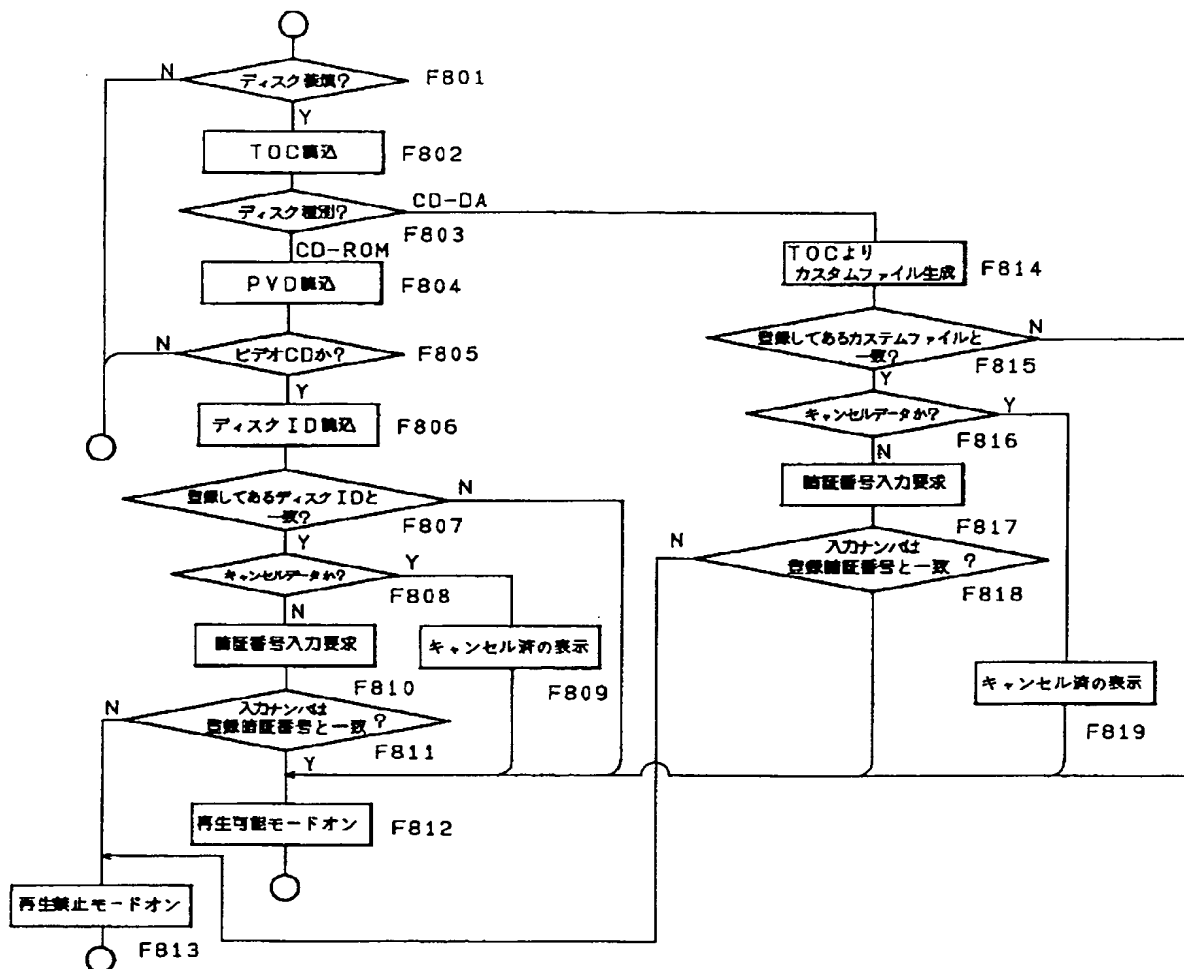 N
ディスク装填?
F801
Y
TOC読込
F802
ディスク種別?
CD-DA
F803
CD-ROM
PVD読込
F804
N
ビデオCDか?
F805
Y
ディスクID読込
F806
登録してあるディスクIDと
一致?
N
F807
Y
キャンセルデータか?
Y
F808
N
暗証番号入力要求
キャンセル済の表示
F809
F810
N
入力ナンバは
登録暗証番号と一致?
F811
Y
再生可能モードオン
F812
再生禁止モードオン
F813
TOCより
カスタムファイル生成
F814
登録してあるカステムファイルと
一致?
N
F815
Y
キャンセルデータか?
Y
F816
N
暗証番号入力要求
F817
N
入力ナンバは
登録暗証番号と一致?
F818
キャンセル済の表示
F819